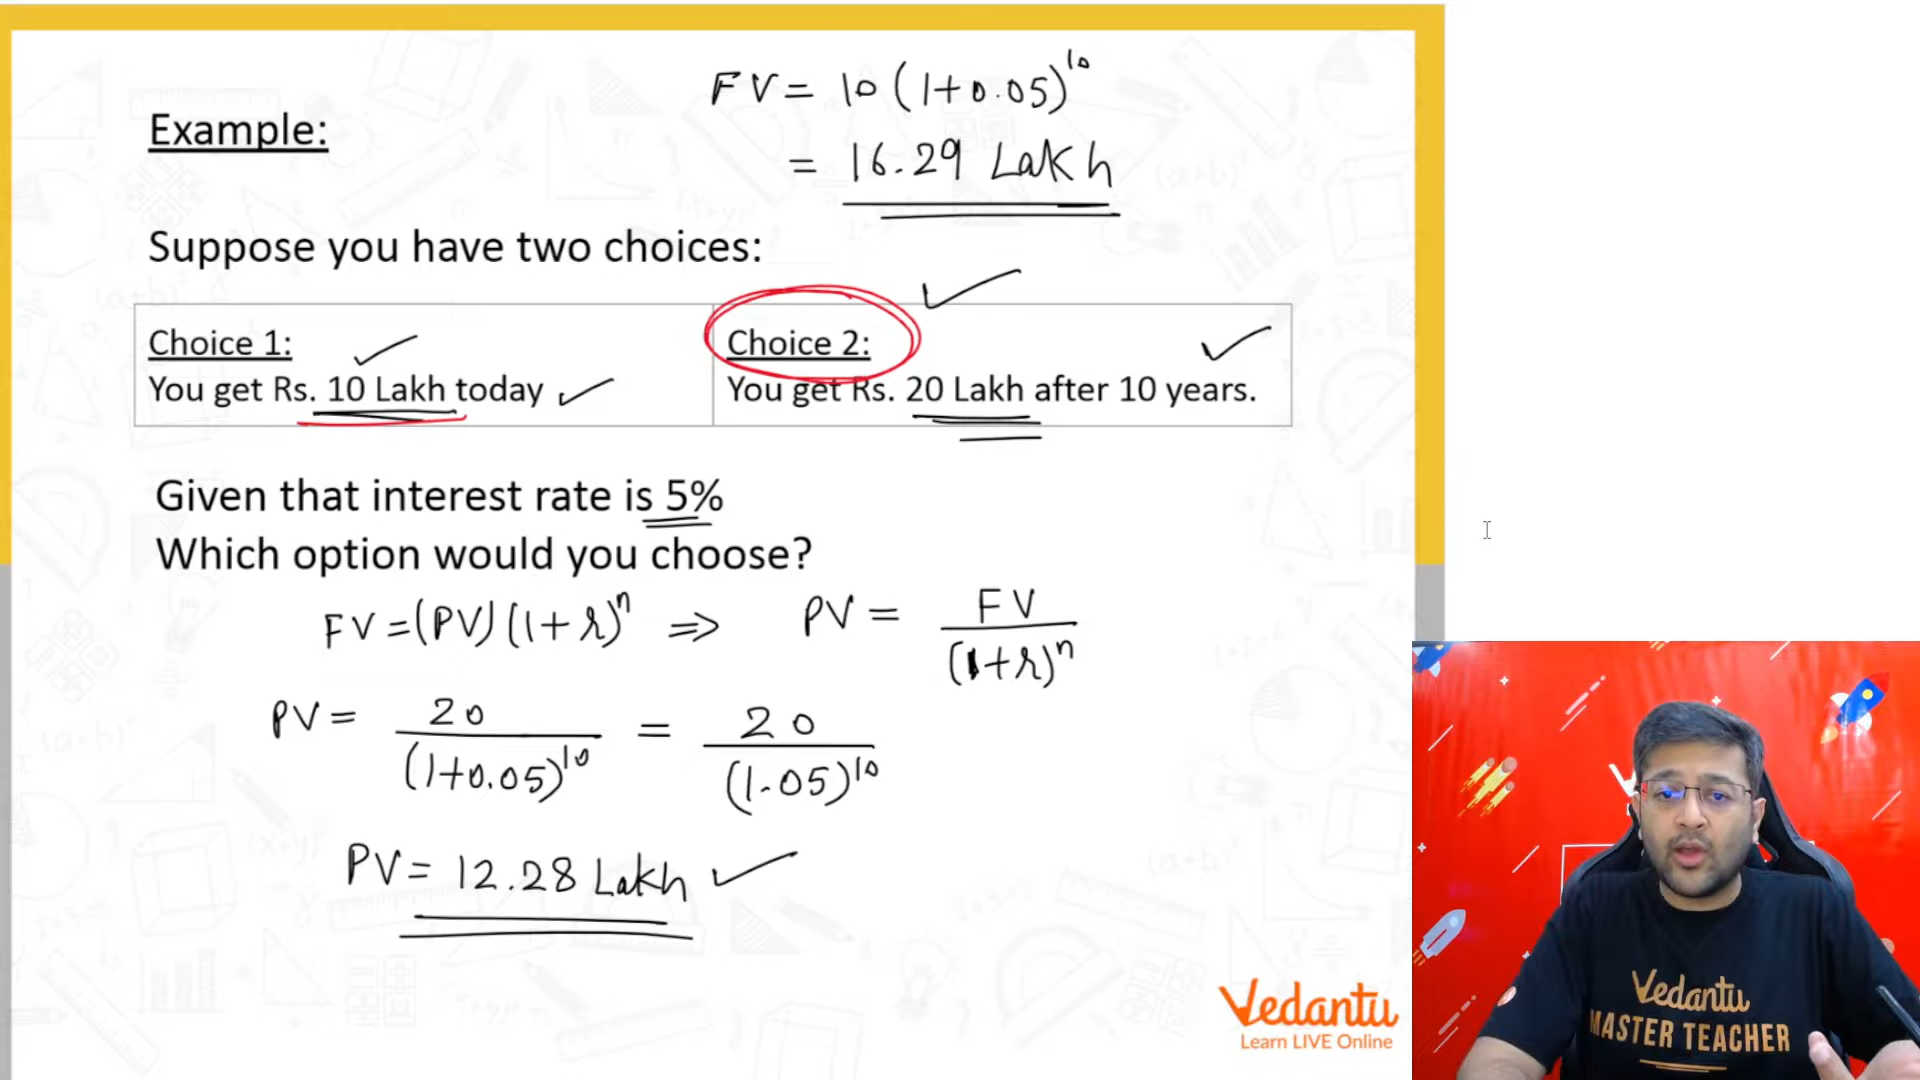 FV = 10(1+0.05)^10
= 16.29 Lakh
Example:
Suppose you have two choices:
Choice 1:
You get Rs. 10 Lakh today
Choice 2:
You get Rs. 20 Lakh after 10 years.
Given that interest rate is 5%
Which option would you choose?
FV = (PV)(1+r)^n ⇒ PV = FV/(1+r)^n
PV = 20/(1+0.05)^10 = 20/(1.05)^10
PV = 12.28 Lakh
Vedantu
Learn LIVE Online
Vedantu
MASTER TEACHER